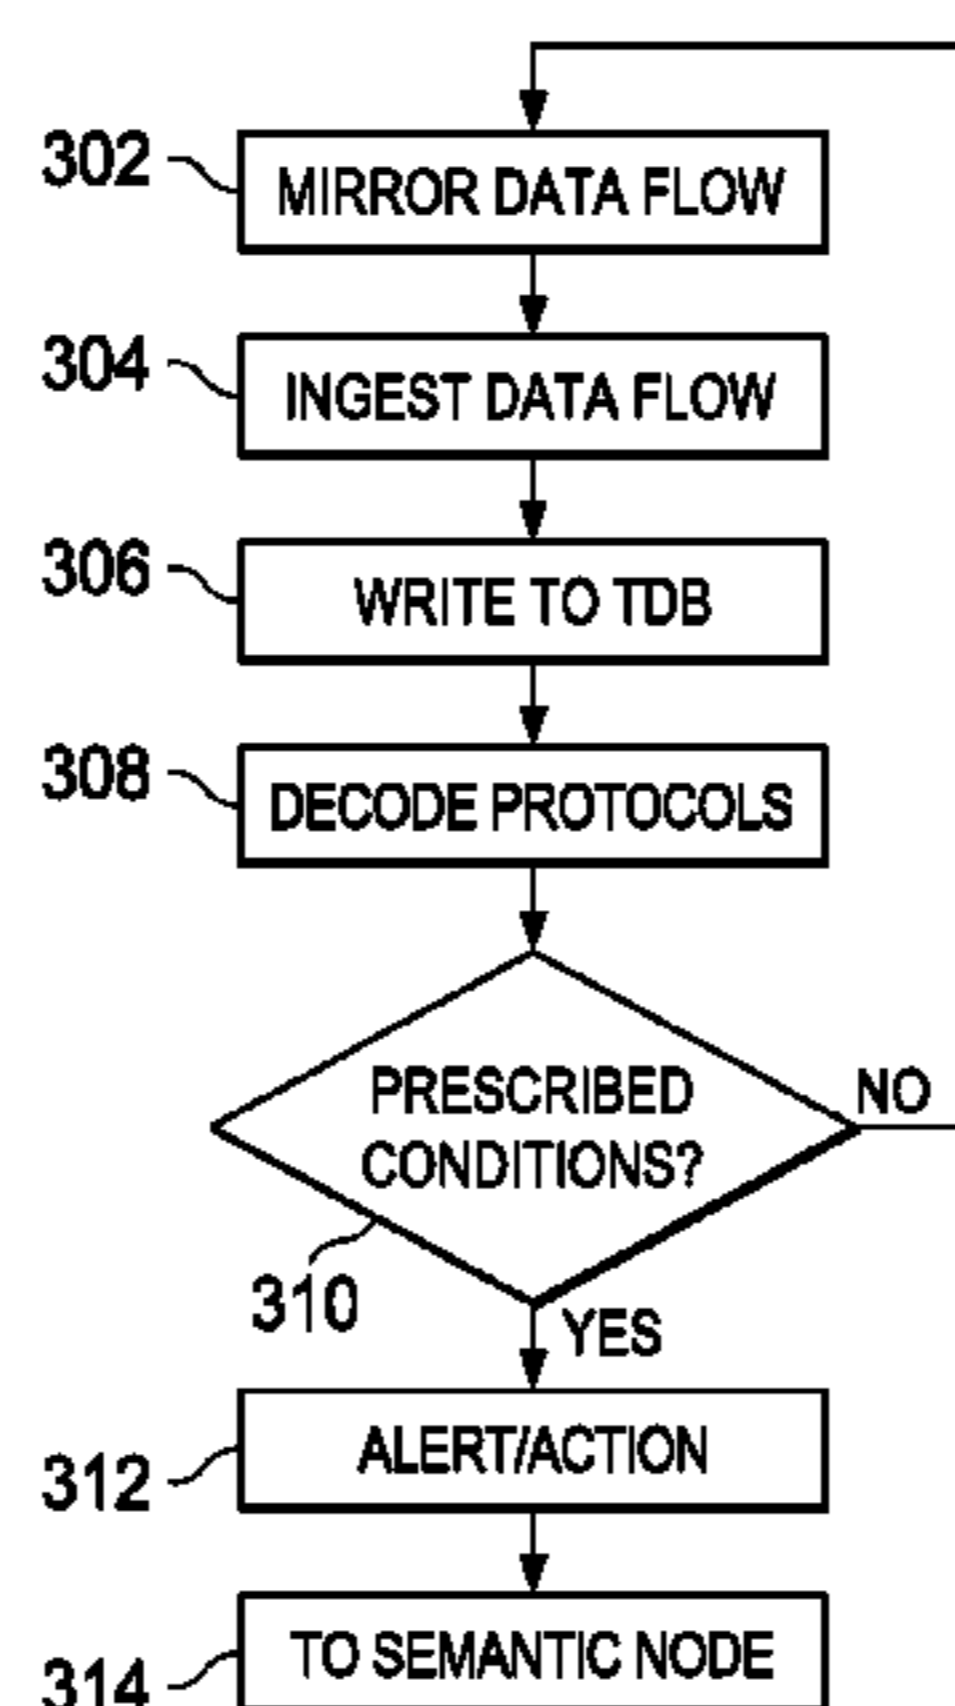 302
MIRROR DATA FLOW
304
INGEST DATA FLOW
306
WRITE TO TDB
308
DECODE PROTOCOLS
PRESCRIBED
CONDITIONS?
NO
310
YES
312
ALERT/ACTION
314
TO SEMANTIC NODE